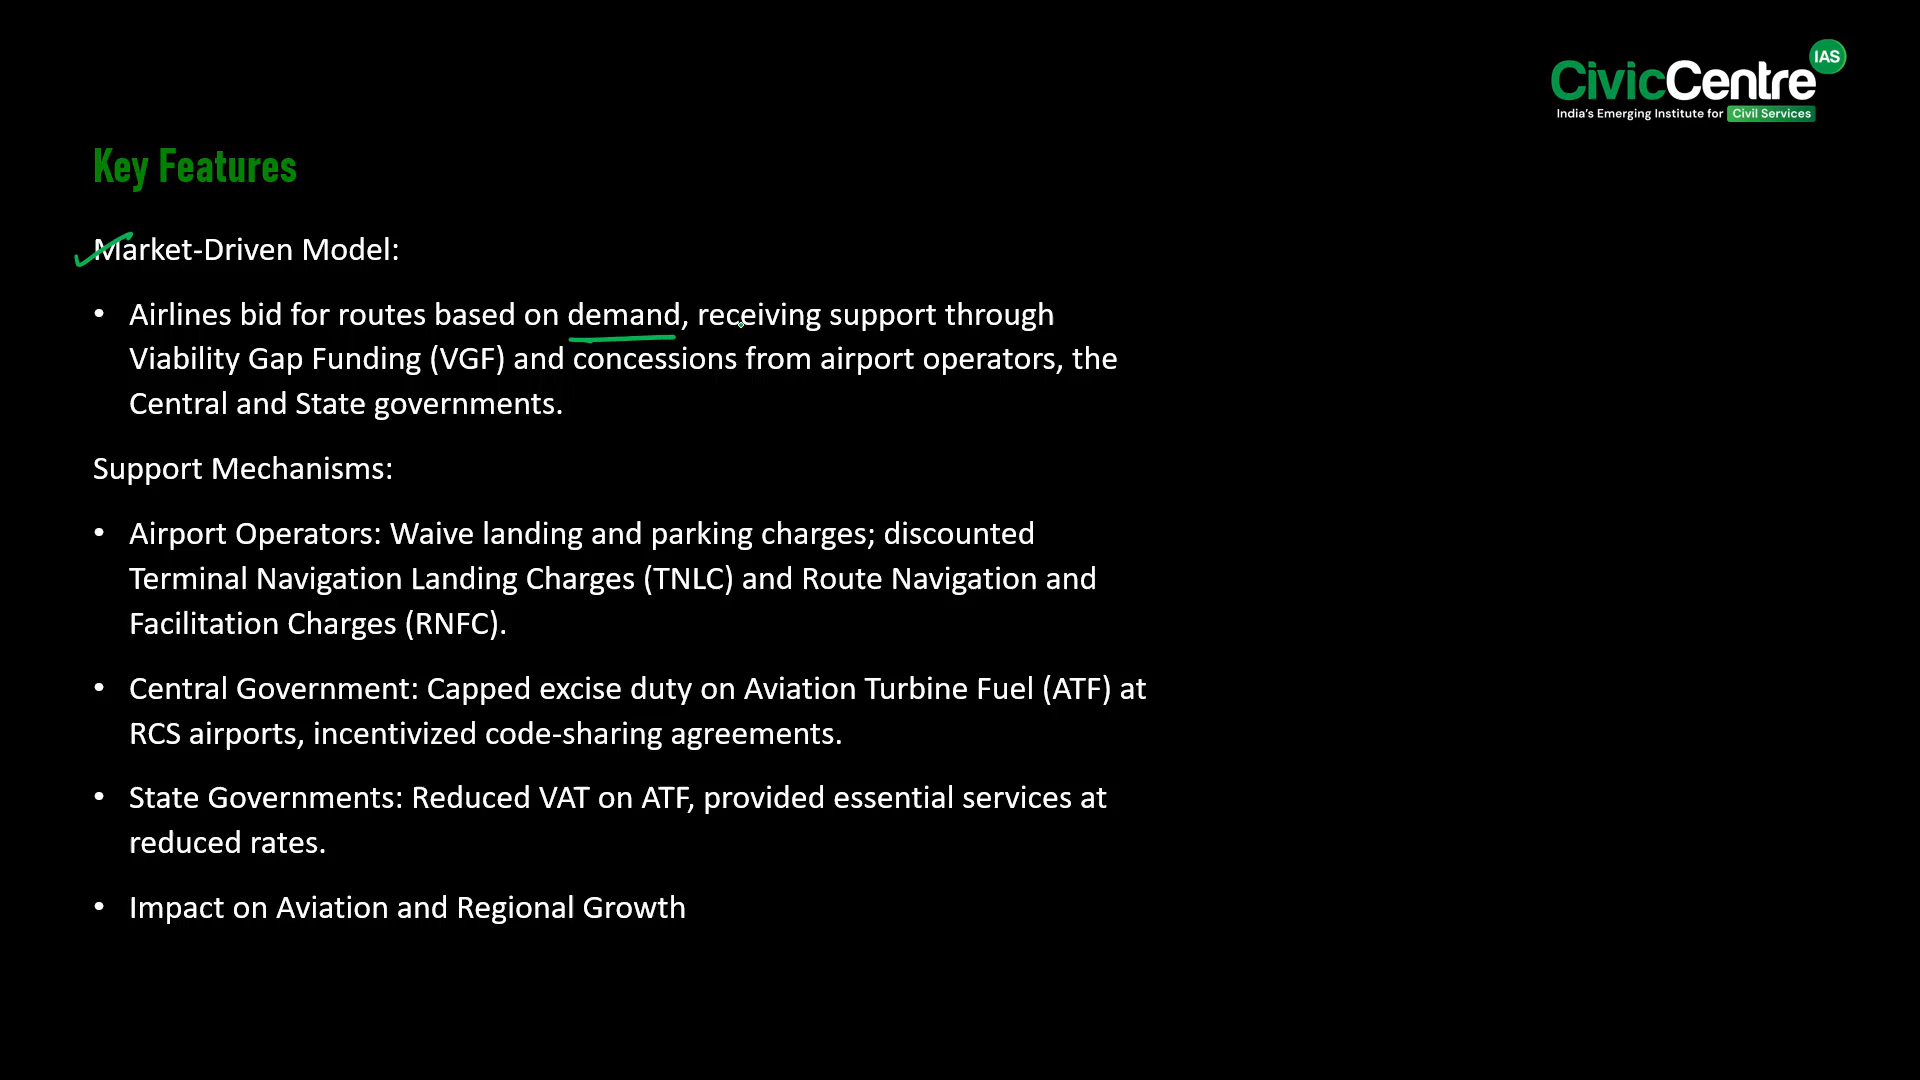 IAS
CivicCentre
India's Emerging Institute for Civil Services
Key Features
Market-Driven Model:
• Airlines bid for routes based on demand, receiving support through
Viability Gap Funding (VGF) and concessions from airport operators, the
Central and State governments.
Support Mechanisms:
• Airport Operators: Waive landing and parking charges; discounted
Terminal Navigation Landing Charges (TNLC) and Route Navigation and
Facilitation Charges (RNFC).
• Central Government: Capped excise duty on Aviation Turbine Fuel (ATF) at
RCS airports, incentivized code-sharing agreements.
• State Governments: Reduced VAT on ATF, provided essential services at
reduced rates.
• Impact on Aviation and Regional Growth